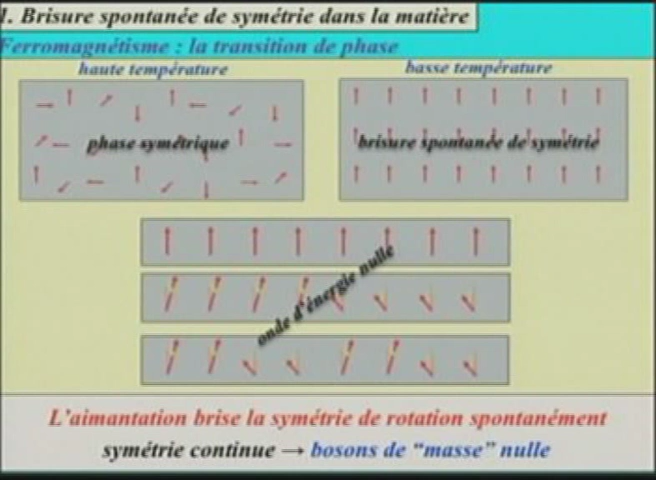 1. Brisure spontanée de symétrie dans la matière
Ferromagnétisme : la transition de phase
haute température
basse température
phase symétrique
brisure spontanée de symétrie
onde d'énergie nulle
L'aimantation brise la symétrie de rotation spontanément
symétrie continue → bosons de "masse" nulle